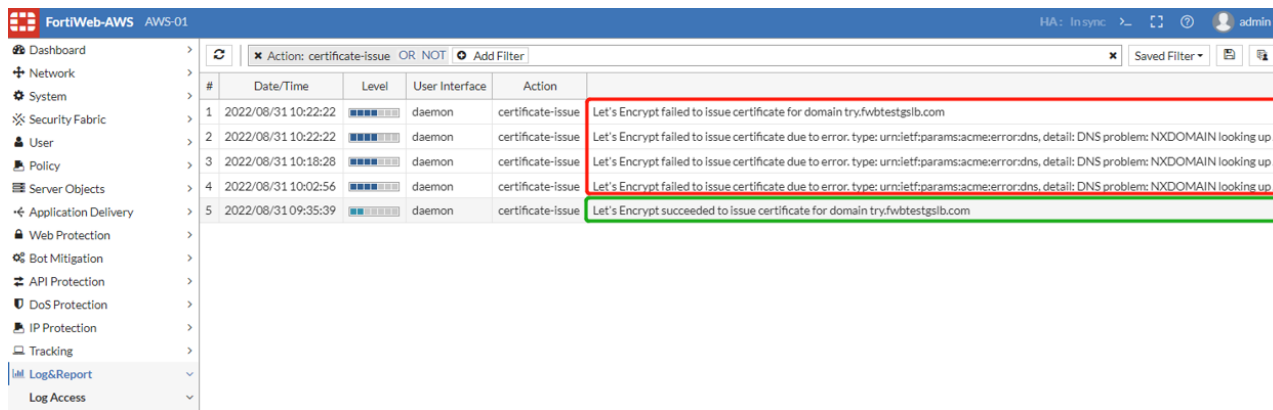 FortiWeb-AWS AWS-01 HA: In sync >_ admin
Dashboard
Network
System
Security Fabric
User
Policy
Server Objects
Application Delivery
Web Protection
Bot Mitigation
API Protection
DoS Protection
IP Protection
Tracking
Log&Report
Log Access
Action: certificate-issue OR NOT Add Filter Saved Filter
# Date/Time Level User Interface Action
1 2022/08/31 10:22:22 daemon certificate-issue Let's Encrypt failed to issue certificate for domain try.fwbtestgslb.com
2 2022/08/31 10:22:22 daemon certificate-issue Let's Encrypt failed to issue certificate due to error. type: urn:ietf:params:acme:error:dns, detail: DNS problem: NXDOMAIN looking up
3 2022/08/31 10:18:28 daemon certificate-issue Let's Encrypt failed to issue certificate due to error. type: urn:ietf:params:acme:error:dns, detail: DNS problem: NXDOMAIN looking up
4 2022/08/31 10:02:56 daemon certificate-issue Let's Encrypt failed to issue certificate due to error. type: urn:ietf:params:acme:error:dns, detail: DNS problem: NXDOMAIN looking up
5 2022/08/31 09:35:39 daemon certificate-issue Let's Encrypt succeeded to issue certificate for domain try.fwbtestgslb.com